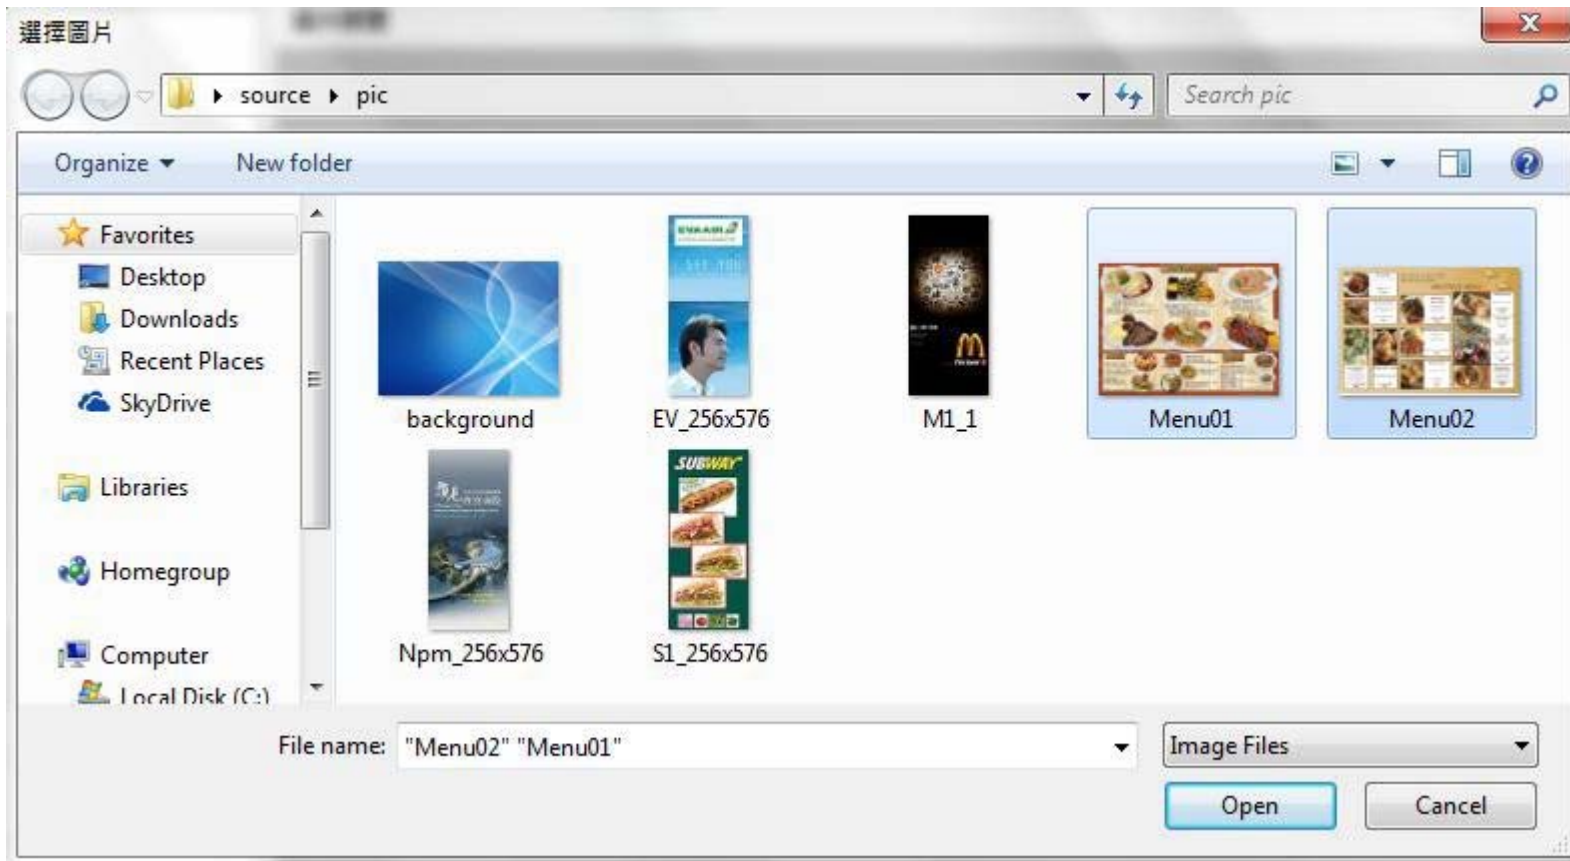 選擇圖片
source pic
Search pic
Organize New folder
Favorites
Desktop
Downloads
Recent Places
SkyDrive
Libraries
Homegroup
Computer
Local Disk (C:)
background EV_256x576 M1_1 Menu01 Menu02
EVA AIR
SUBWAY
Npm_256x576 S1_256x576
File name: "Menu02" "Menu01" Image Files
Open Cancel